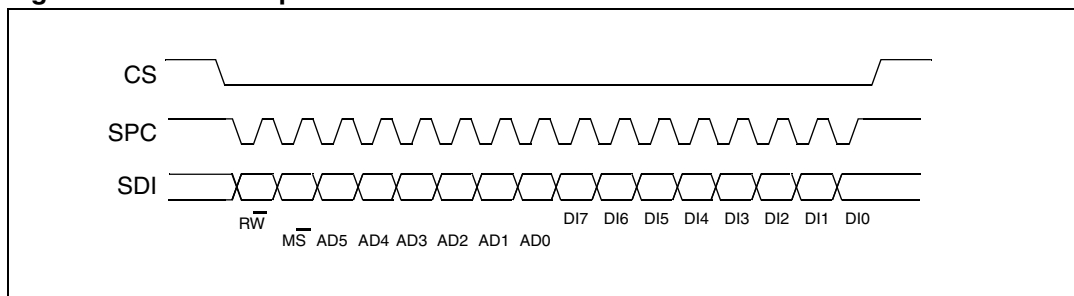 CS
SPC
SDI
RW̅ DI7 DI6 DI5 DI4 DI3 DI2 DI1 DI0
MS̅ AD5 AD4 AD3 AD2 AD1 AD0